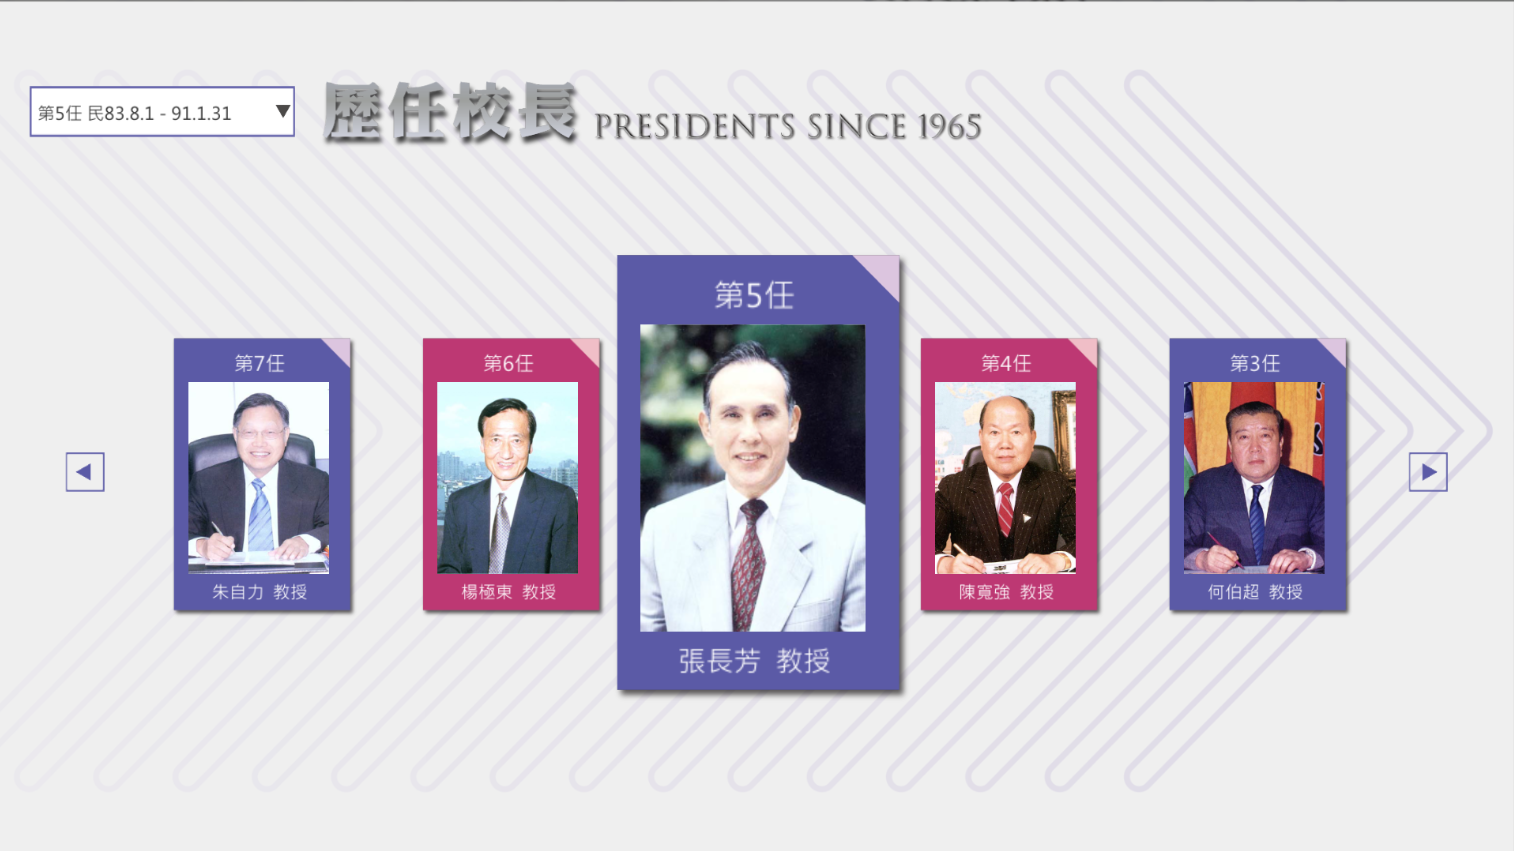 第5任 民83.8.1 - 91.1.31
歷任校長 PRESIDENTS SINCE 1965
第7任
朱自力 教授
第6任
楊極東 教授
第5任
張長芳 教授
第4任
陳寬強 教授
第3任
何伯超 教授